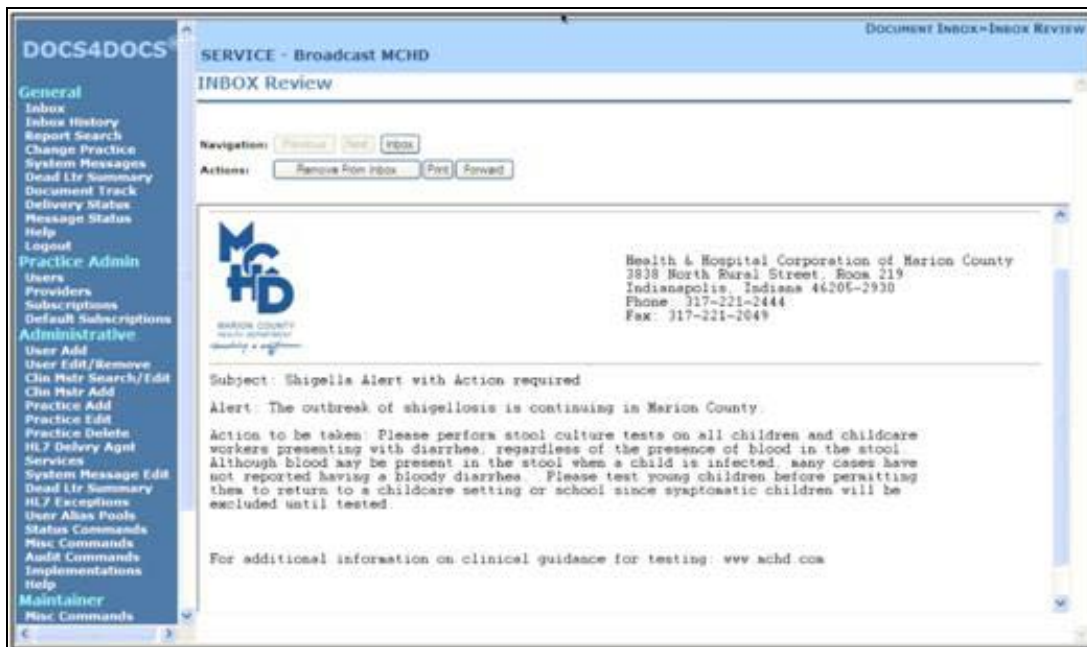 DOCUMENT INBOX~INBOX REVIEW
DOCS4DOCS®
SERVICE - Broadcast MCHD
INBOX Review
General
Inbox
Inbox History
Report Search
Change Practice
System Messages
Dead Ltr Summary
Document Track
Delivery Status
Message Status
Help
Logout
Practice Admin
Users
Providers
Subscriptions
Default Subscriptions
Administrative
User Add
User Edit/Remove
Clin Mstr Search/Edit
Clin Mstr Add
Practice Add
Practice Edit
Practice Delete
HL7 Delvry Agnt
Services
System Message Edit
Dead Ltr Summary
HL7 Exceptions
User Alias Pools
Status Commands
Misc Commands
Audit Commands
Implementations
Help
Maintainer
Misc Commands
Navigation: Previous Next Inbox
Actions: Remove From Inbox Print Forward
MCHD
MARION COUNTY
HEALTH DEPARTMENT
Health & Hospital Corporation of Marion County
3838 North Rural Street, Room 219
Indianapolis, Indiana 46205-2930
Phone: 317-221-2444
Fax: 317-221-2049
Subject: Shigella Alert with Action required
Alert: The outbreak of shigellosis is continuing in Marion County.
Action to be taken: Please perform stool culture tests on all children and childcare
workers presenting with diarrhea, regardless of the presence of blood in the stool.
Although blood may be present in the stool when a child is infected, many cases have
not reported having a bloody diarrhea. Please test young children before permitting
them to return to a childcare setting or school since symptomatic children will be
excluded until tested.
For additional information on clinical guidance for testing: www.mchd.com